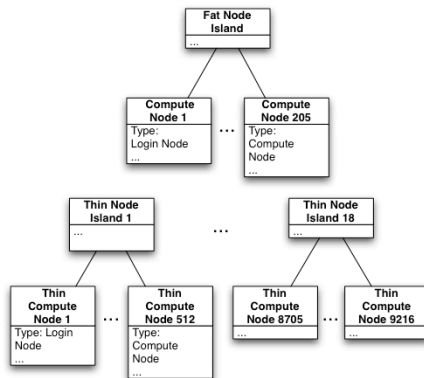 Fat Node
Island
...
Compute
Node 1
Type:
Login Node
...
...
Compute
Node 205
Type:
Compute
Node
...
Thin Node
Island 1
...
...
Thin Node
Island 18
...
Thin
Compute
Node 1
Type: Login
Node
...
...
Thin
Compute
Node 512
Type:
Compute
Node
...
Thin
Compute
Node 8705
...
...
Thin
Compute
Node 9216
...